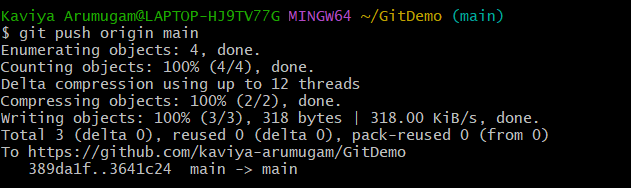 Kaviya Arumugam@LAPTOP-HJ9TV77G MINGW64 ~/GitDemo (main)
$ git push origin main
Enumerating objects: 4, done.
Counting objects: 100% (4/4), done.
Delta compression using up to 12 threads
Compressing objects: 100% (2/2), done.
Writing objects: 100% (3/3), 318 bytes | 318.00 KiB/s, done.
Total 3 (delta 0), reused 0 (delta 0), pack-reused 0 (from 0)
To https://github.com/kaviya-arumugam/GitDemo
   389da1f..3641c24  main -> main